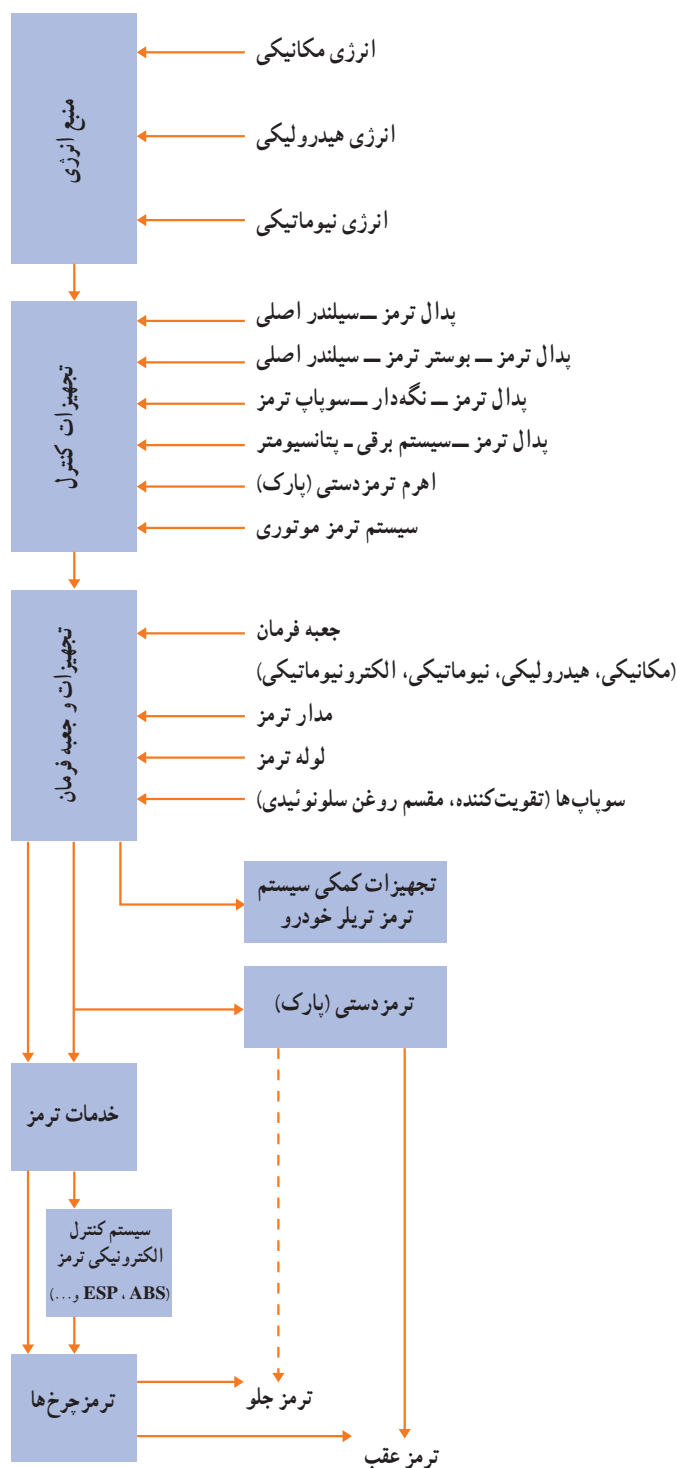 منبع انرژی
انرژی مکانیکی
انرژی هیدرولیکی
انرژی نیوماتیکی
تجهیزات کنترل
پدال ترمز ــ سیلندر اصلی
پدال ترمز ــ بوستر ترمز ــ سیلندر اصلی
پدال ترمز ــ نگه‌دار ــ سوپاپ ترمز
پدال ترمز ــ سیستم برقی - پتانسیومتر
اهرم ترمزدستی (پارک)
سیستم ترمز موتوری
تجهیزات و جعبه فرمان
جعبه فرمان
(مکانیکی، هیدرولیکی، نیوماتیکی، الکترونیوماتیکی)
مدار ترمز
لوله ترمز
سوپاپ‌ها (تقویت‌کننده، مقسم روغن سلونوئیدی)
تجهیزات کمکی سیستم
ترمز تریلر خودرو
ترمزدستی (پارک)
خدمات ترمز
سیستم کنترل
الکترونیکی ترمز
(ESP ، ABS و...)
ترمزچرخ‌ها
ترمز جلو
ترمز عقب